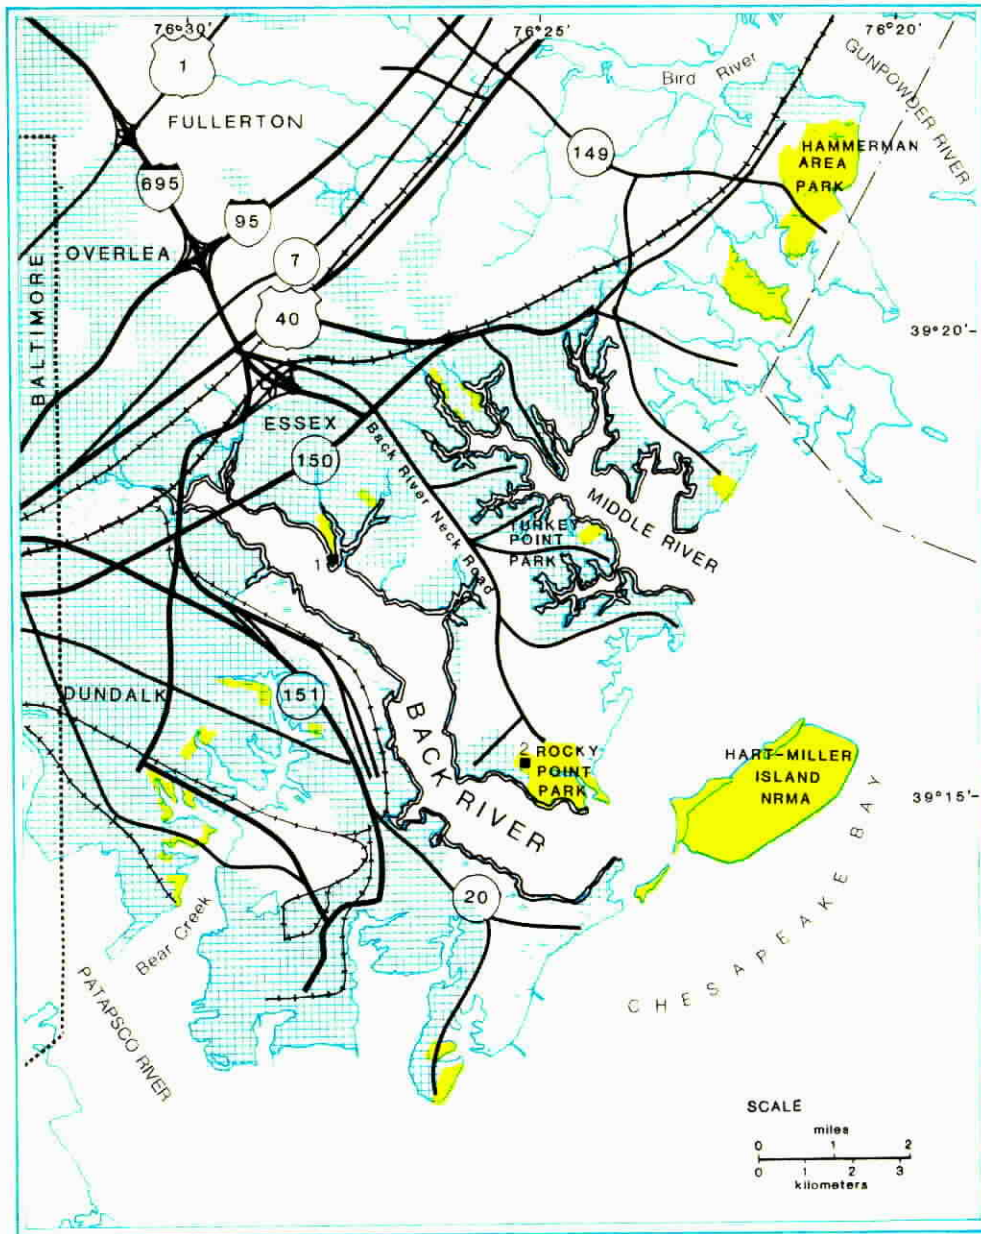 76°30'
76°25'
76°20'
1
Bird River
GUNPOWDER RIVER
FULLERTON
149
HAMMERMAN
AREA
PARK
695
95
OVERLEA
7
BALTIMORE
40
39°20'
ESSEX
150
Back River Neck Road
MIDDLE RIVER
TURKEY
POINT
PARK
1
DUNDALK
151
BACK RIVER
2 ROCKY
POINT
PARK
HART-MILLER
ISLAND
NRMA
39°15'
20
Bear Creek
CHESAPEAKE BAY
PATAPSCO RIVER
SCALE
miles
0 1 2
0 1 2 3
kilometers